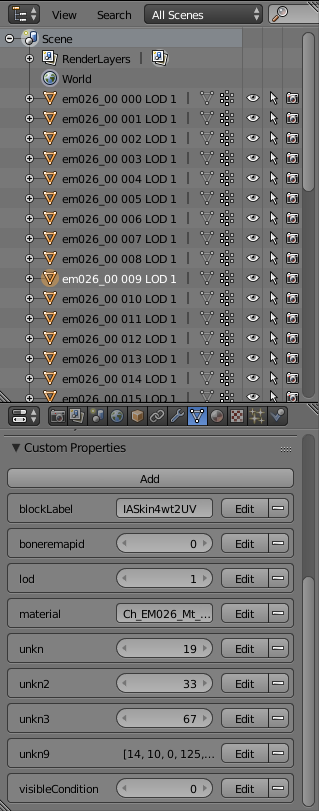 View Search All Scenes
Scene
RenderLayers |
World
em026_00 000 LOD 1 |
em026_00 001 LOD 1 |
em026_00 002 LOD 1 |
em026_00 003 LOD 1 |
em026_00 004 LOD 1 |
em026_00 005 LOD 1 |
em026_00 006 LOD 1 |
em026_00 007 LOD 1 |
em026_00 008 LOD 1 |
em026_00 009 LOD 1 |
em026_00 010 LOD 1 |
em026_00 011 LOD 1 |
em026_00 012 LOD 1 |
em026_00 013 LOD 1 |
em026_00 014 LOD 1 |
em026_00 015 LOD 1 |
Custom Properties
Add
blockLabel IASkin4wt2UV Edit
boneremapid 0 Edit
lod 1 Edit
material Ch_EM026_Mt_... Edit
unkn 19 Edit
unkn2 33 Edit
unkn3 67 Edit
unkn9 [14, 10, 0, 125,... Edit
visibleCondition 0 Edit